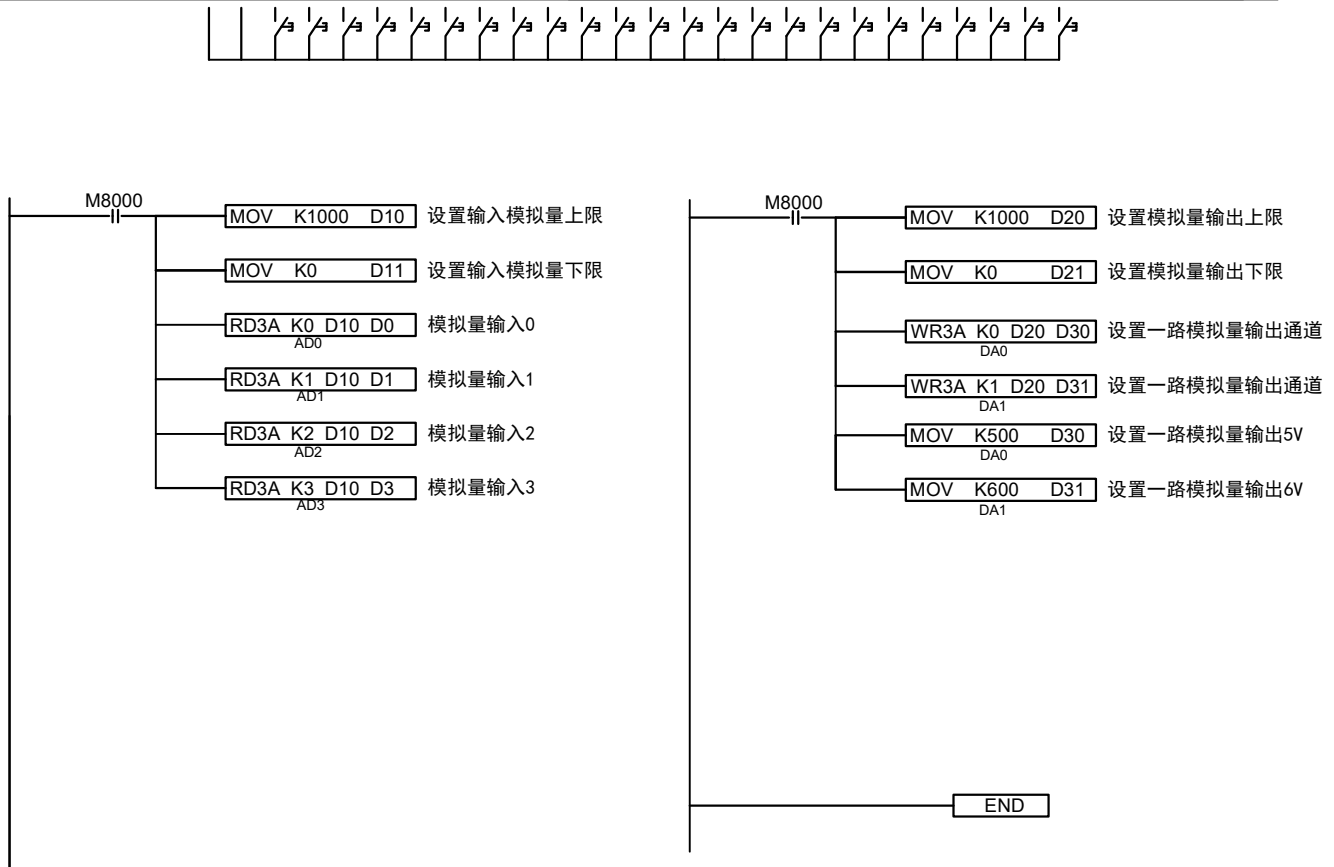 M8000
MOV K1000 D10 设置输入模拟量上限
MOV K0 D11 设置输入模拟量下限
RD3A K0 D10 D0 模拟量输入0
AD0
RD3A K1 D10 D1 模拟量输入1
AD1
RD3A K2 D10 D2 模拟量输入2
AD2
RD3A K3 D10 D3 模拟量输入3
AD3
M8000
MOV K1000 D20 设置模拟量输出上限
MOV K0 D21 设置模拟量输出下限
WR3A K0 D20 D30 设置一路模拟量输出通道
DA0
WR3A K1 D20 D31 设置一路模拟量输出通道
DA1
MOV K500 D30 设置一路模拟量输出5V
DA0
MOV K600 D31 设置一路模拟量输出6V
DA1
END